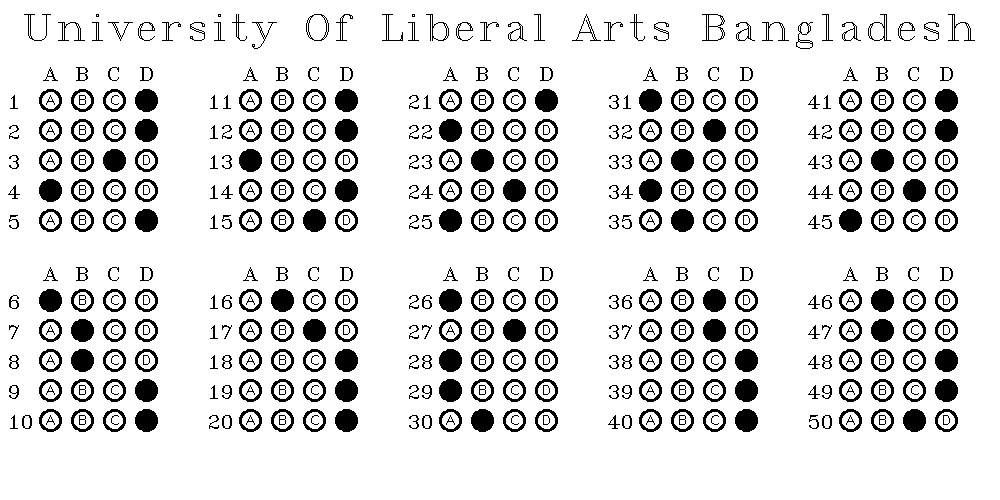 University Of Liberal Arts Bangladesh
A B C D A B C D A B C D A B C D A B C D
1 A B C 11 A B C 21 A B C 31 B C D 41 A B C
2 A B C 12 A B C 22 B C D 32 A B D 42 A B C
3 A B D 13 B C D 23 A C D 33 A C D 43 A C D
4 B C D 14 A B C 24 A B D 34 B C D 44 A B D
5 A B C 15 A B D 25 B C D 35 A C D 45 B C D
A B C D A B C D A B C D A B C D A B C D
6 B C D 16 A C D 26 B C D 36 A B D 46 A C D
7 A C D 17 A B D 27 A B D 37 A B D 47 A C D
8 A C D 18 A B C 28 B C D 38 A B C 48 A B C
9 A B C 19 A B C 29 B C D 39 A B C 49 A B C
10 A B C 20 A B C 30 A C D 40 A B C 50 A B D